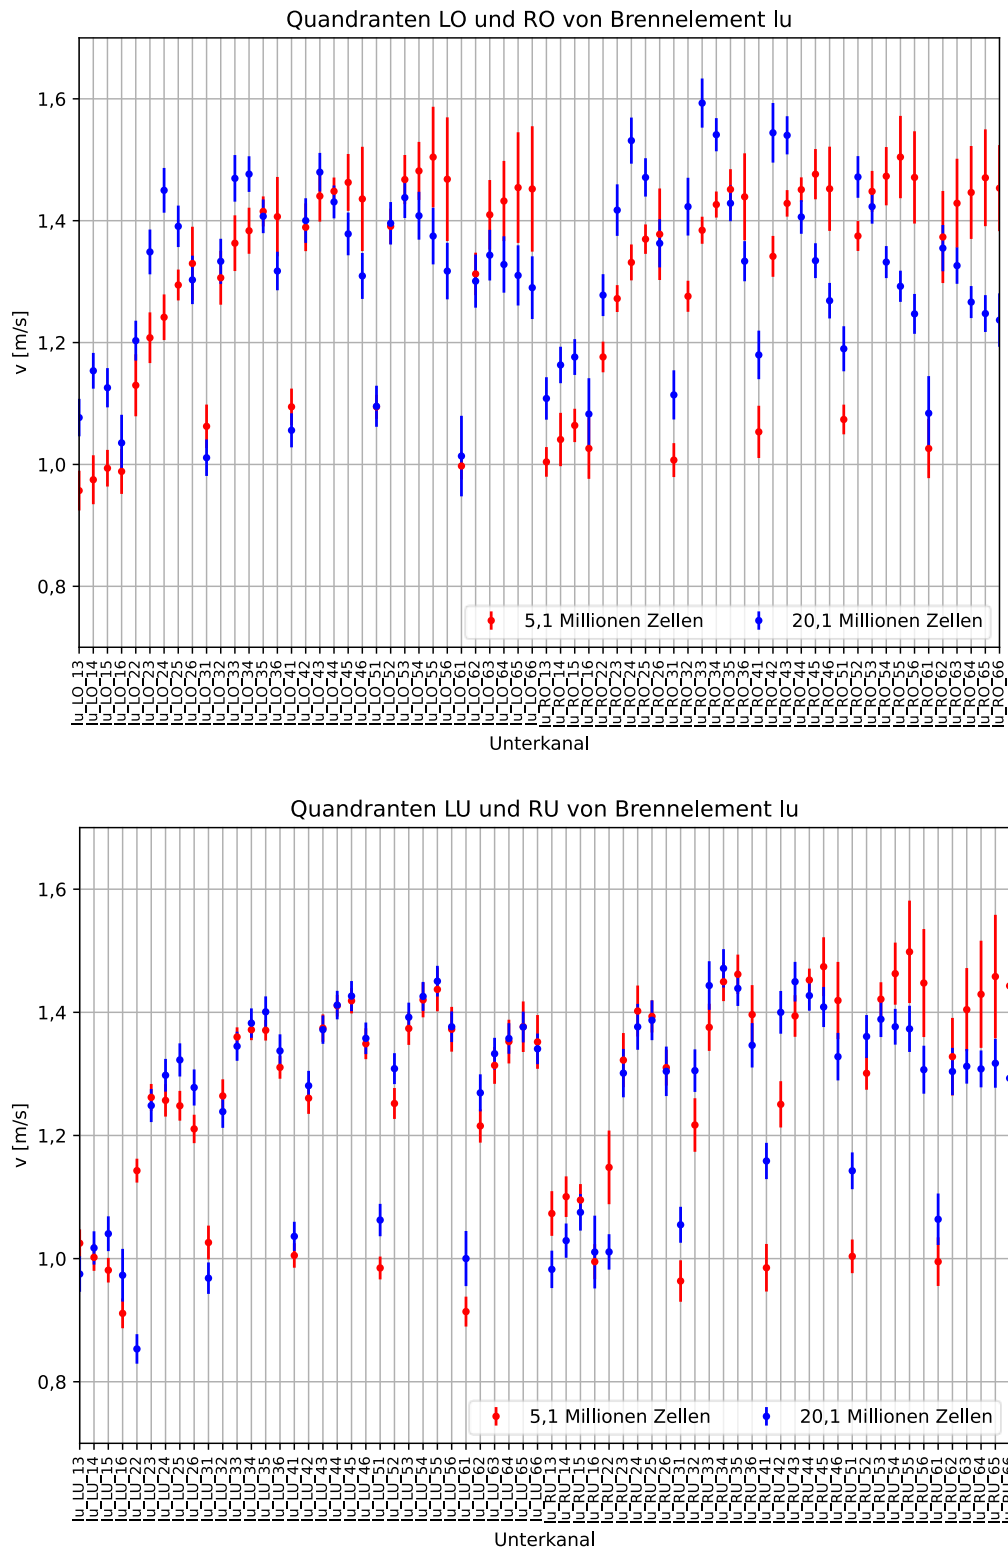 Quandranten LO und RO von Brennelement lu
v [m/s]
1,6
1,4
1,2
1,0
0,8
5,1 Millionen Zellen
20,1 Millionen Zellen
lu_LO_13
lu_LO_14
lu_LO_15
lu_LO_16
lu_LO_22
lu_LO_23
lu_LO_24
lu_LO_25
lu_LO_26
lu_LO_31
lu_LO_32
lu_LO_33
lu_LO_34
lu_LO_35
lu_LO_36
lu_LO_41
lu_LO_42
lu_LO_43
lu_LO_44
lu_LO_45
lu_LO_46
lu_LO_51
lu_LO_52
lu_LO_53
lu_LO_54
lu_LO_55
lu_LO_56
lu_LO_61
lu_LO_62
lu_LO_63
lu_LO_64
lu_LO_65
lu_LO_66
lu_RO_13
lu_RO_14
lu_RO_15
lu_RO_16
lu_RO_22
lu_RO_23
lu_RO_24
lu_RO_25
lu_RO_26
lu_RO_31
lu_RO_32
lu_RO_33
lu_RO_34
lu_RO_35
lu_RO_36
lu_RO_41
lu_RO_42
lu_RO_43
lu_RO_44
lu_RO_45
lu_RO_46
lu_RO_51
lu_RO_52
lu_RO_53
lu_RO_54
lu_RO_55
lu_RO_56
lu_RO_61
lu_RO_62
lu_RO_63
lu_RO_64
lu_RO_65
lu_RO_66
Unterkanal
Quandranten LU und RU von Brennelement lu
v [m/s]
1,6
1,4
1,2
1,0
0,8
5,1 Millionen Zellen
20,1 Millionen Zellen
lu_LU_13
lu_LU_14
lu_LU_15
lu_LU_16
lu_LU_22
lu_LU_23
lu_LU_24
lu_LU_25
lu_LU_26
lu_LU_31
lu_LU_32
lu_LU_33
lu_LU_34
lu_LU_35
lu_LU_36
lu_LU_41
lu_LU_42
lu_LU_43
lu_LU_44
lu_LU_45
lu_LU_46
lu_LU_51
lu_LU_52
lu_LU_53
lu_LU_54
lu_LU_55
lu_LU_56
lu_LU_61
lu_LU_62
lu_LU_63
lu_LU_64
lu_LU_65
lu_LU_66
lu_RU_13
lu_RU_14
lu_RU_15
lu_RU_16
lu_RU_22
lu_RU_23
lu_RU_24
lu_RU_25
lu_RU_26
lu_RU_31
lu_RU_32
lu_RU_33
lu_RU_34
lu_RU_35
lu_RU_36
lu_RU_41
lu_RU_42
lu_RU_43
lu_RU_44
lu_RU_45
lu_RU_46
lu_RU_51
lu_RU_52
lu_RU_53
lu_RU_54
lu_RU_55
lu_RU_56
lu_RU_61
lu_RU_62
lu_RU_63
lu_RU_64
lu_RU_65
lu_RU_66
Unterkanal